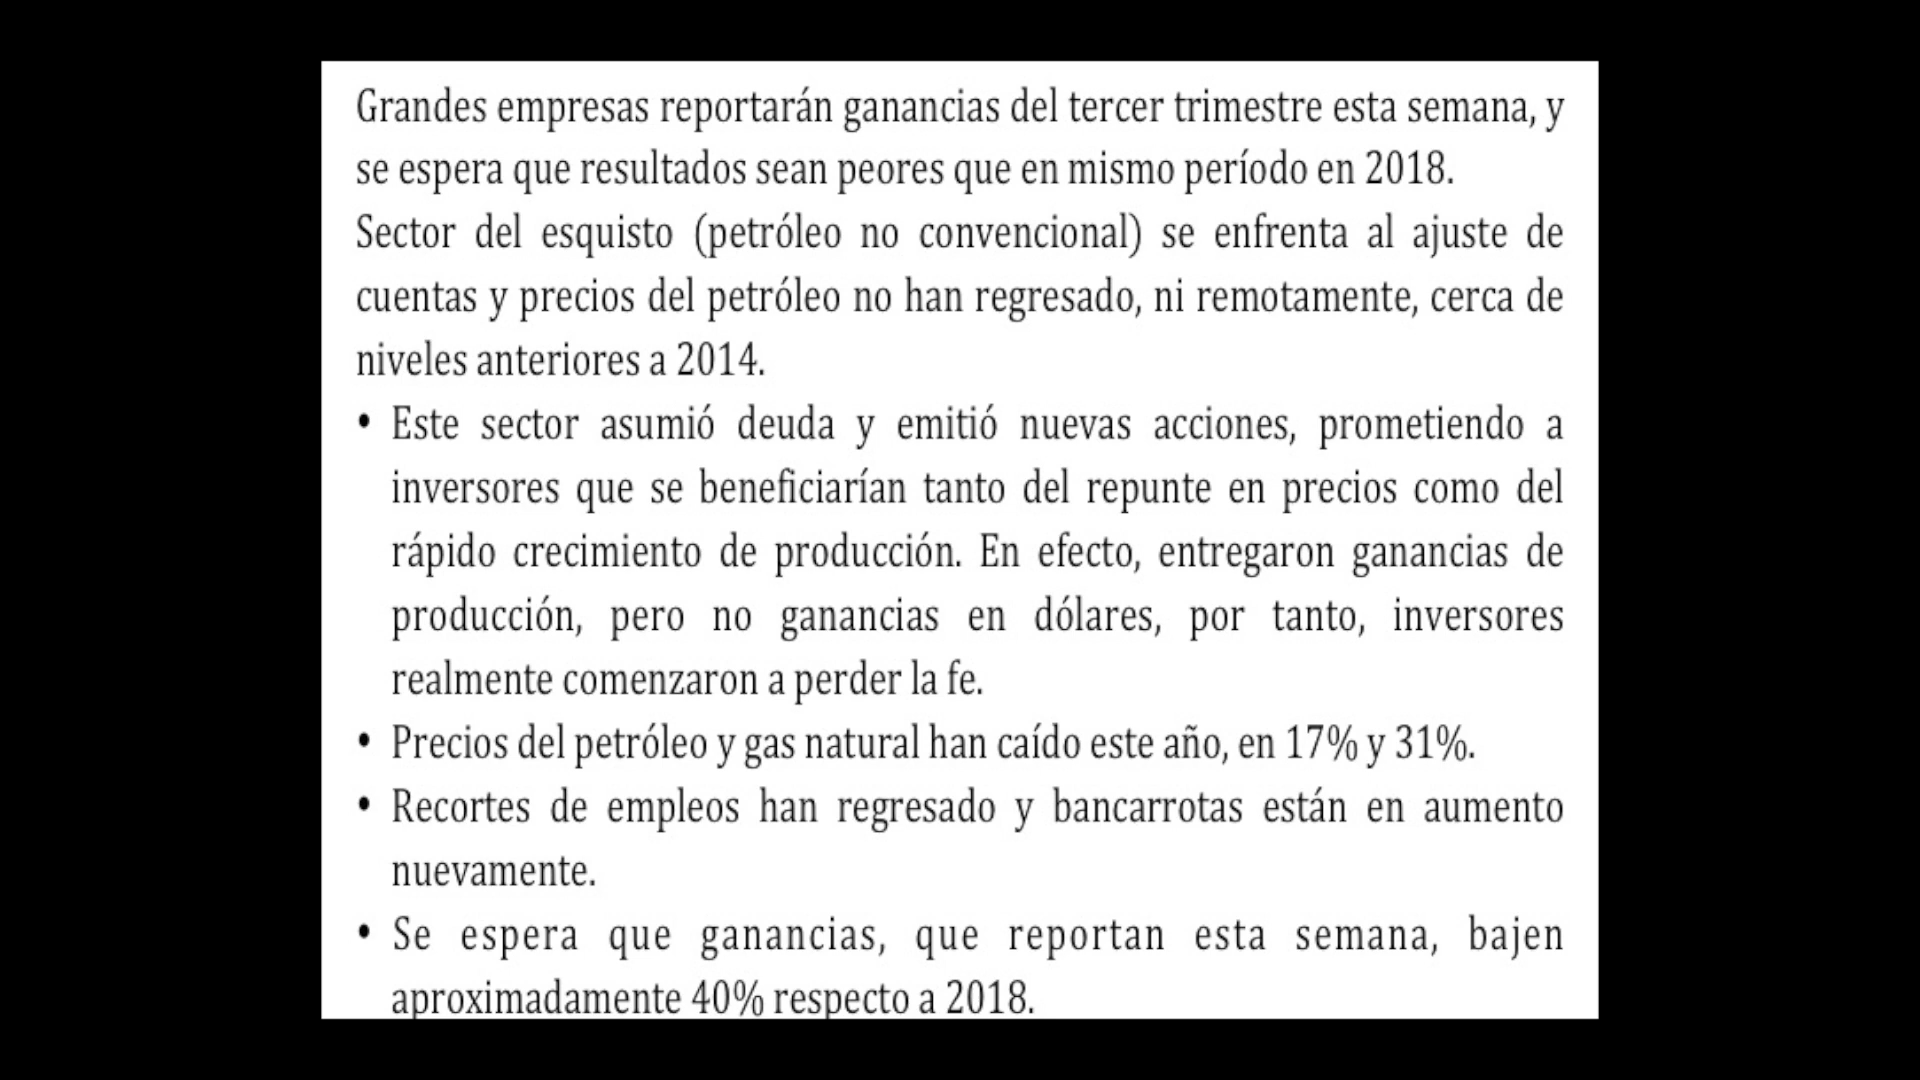 Grandes empresas reportarán ganancias del tercer trimestre esta semana, y
se espera que resultados sean peores que en mismo período en 2018.
Sector del esquisto (petróleo no convencional) se enfrenta al ajuste de
cuentas y precios del petróleo no han regresado, ni remotamente, cerca de
niveles anteriores a 2014.
• Este sector asumió deuda y emitió nuevas acciones, prometiendo a
inversores que se beneficiarían tanto del repunte en precios como del
rápido crecimiento de producción. En efecto, entregaron ganancias de
producción, pero no ganancias en dólares, por tanto, inversores
realmente comenzaron a perder la fe.
• Precios del petróleo y gas natural han caído este año, en 17% y 31%.
• Recortes de empleos han regresado y bancarrotas están en aumento
nuevamente.
• Se espera que ganancias, que reportan esta semana, bajen
aproximadamente 40% respecto a 2018.